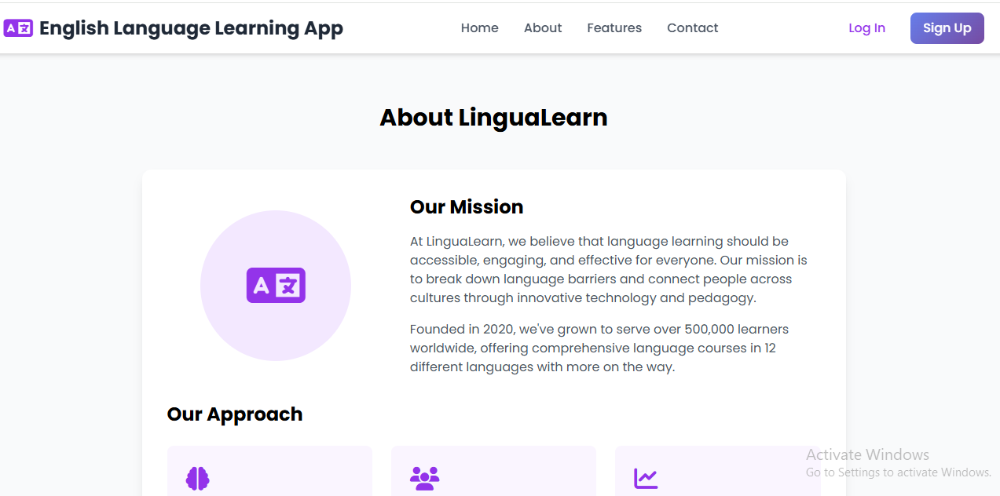 A文 English Language Learning App
Home About Features Contact
Log In Sign Up
About LinguaLearn
A文
Our Mission
At LinguaLearn, we believe that language learning should be
accessible, engaging, and effective for everyone. Our mission is
to break down language barriers and connect people across
cultures through innovative technology and pedagogy.
Founded in 2020, we've grown to serve over 500,000 learners
worldwide, offering comprehensive language courses in 12
different languages with more on the way.
Our Approach
Activate Windows
Go to Settings to activate Windows.